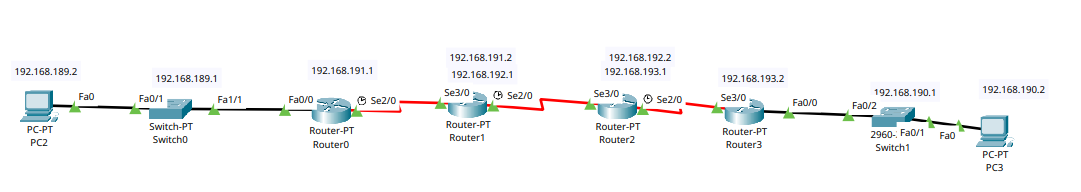 192.168.189.2
Fa0
PC-PT
PC2
192.168.189.1
Fa0/1
Fa1/1
Switch-PT
Switch0
192.168.191.1
Fa0/0
Se2/0
Router-PT
Router0
192.168.191.2
192.168.192.1
Se3/0
Se2/0
Router-PT
Router1
192.168.192.2
192.168.193.1
Se3/0
Se2/0
Router-PT
Router2
192.168.193.2
Se3/0
Fa0/0
Router-PT
Router3
192.168.190.1
Fa0/2
2960-
Fa0/1
Switch1
192.168.190.2
Fa0
PC-PT
PC3